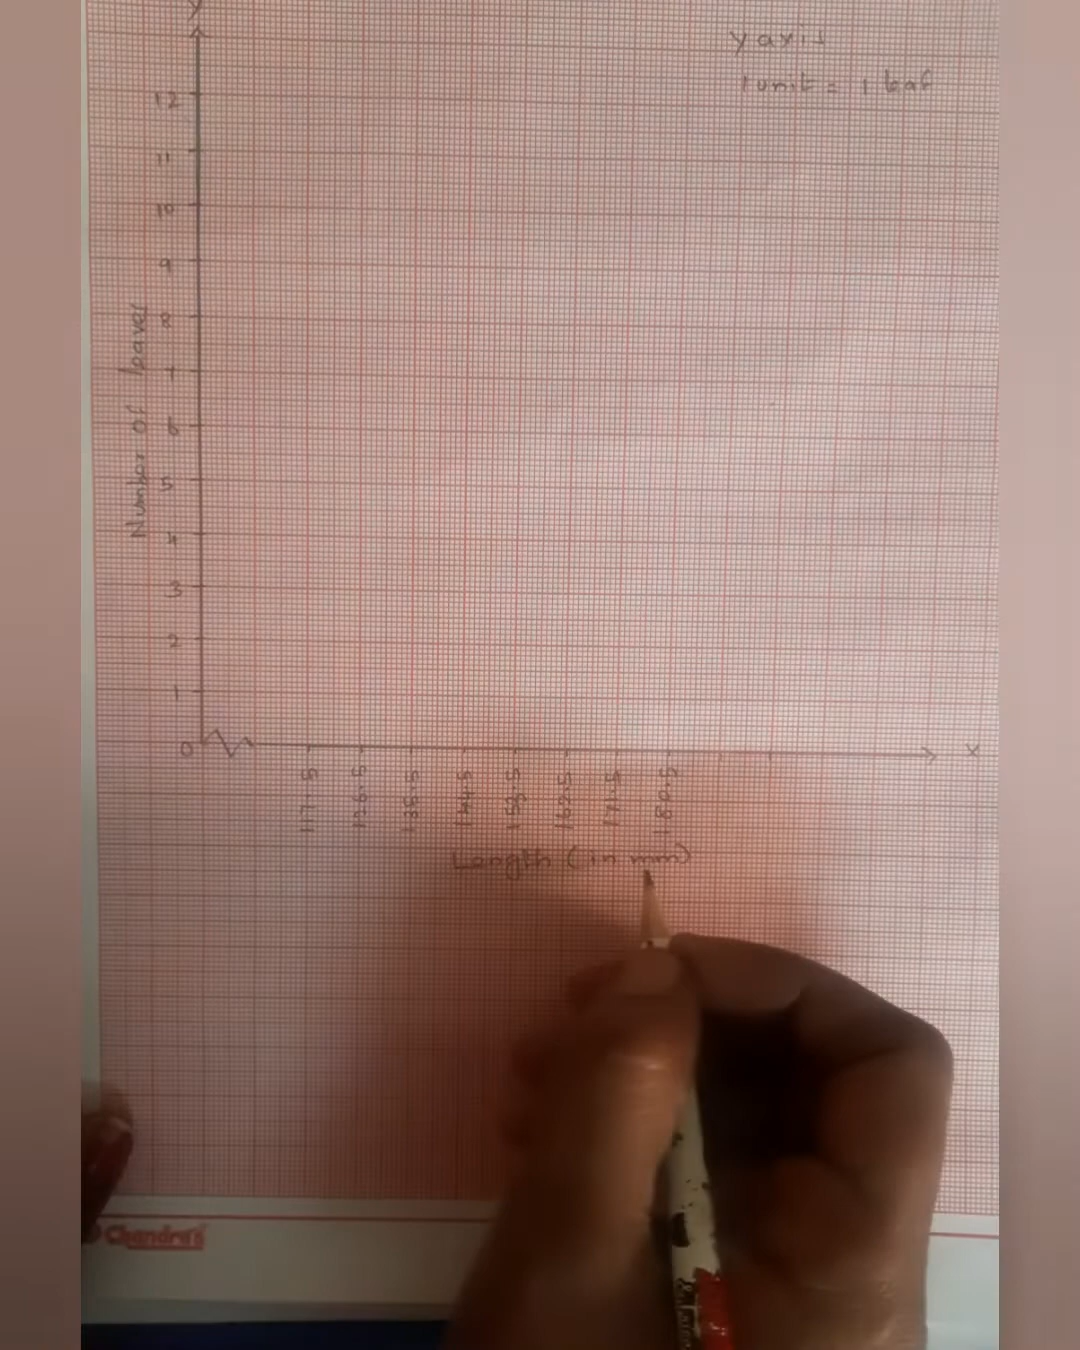 Y
y axis
1 unit = 1 leaf
12
11
10
9
8
7
6
5
4
3
2
1
0
Number of leaves
X
117.5 126.5 135.5 144.5 153.5 162.5 171.5 180.5
Length (in mm)
Chandra's